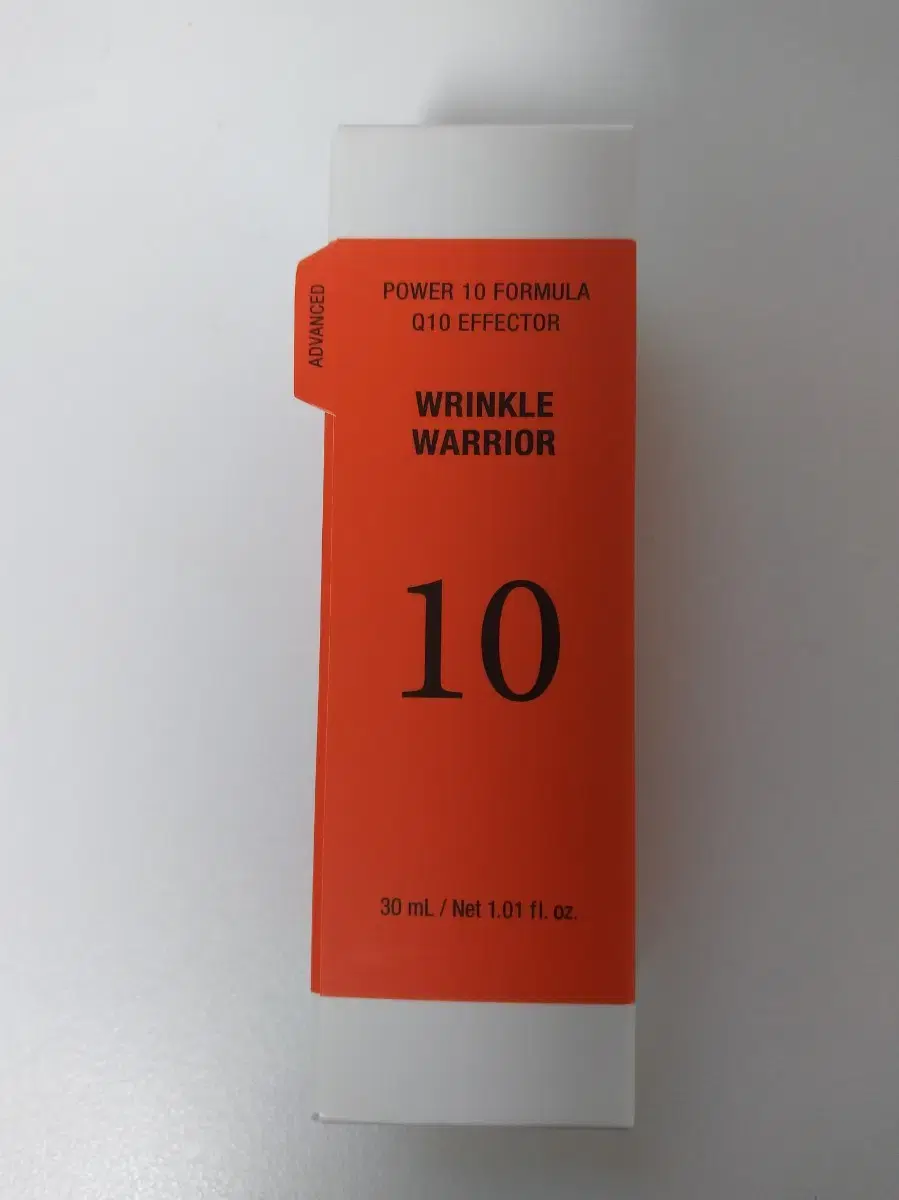 ADVANCED
POWER 10 FORMULA
Q10 EFFECTOR
WRINKLE
WARRIOR
10
30 mL / Net 1.01 fl. oz.